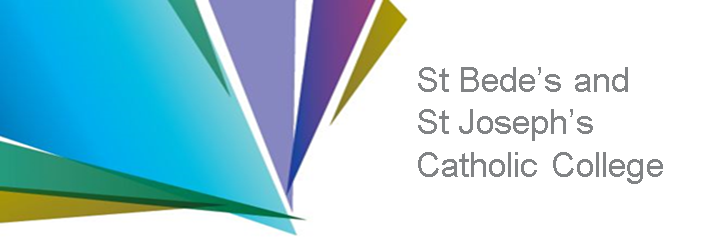 St Bede’s and
St Joseph’s
Catholic College